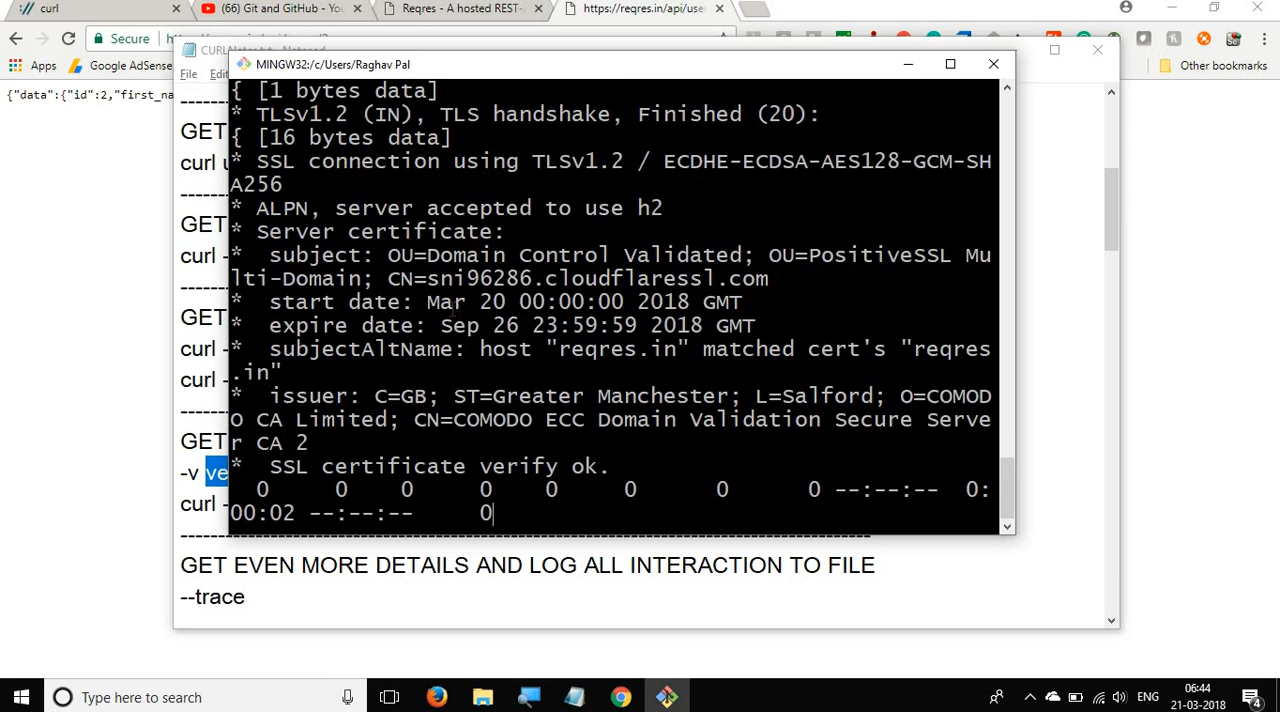 curl
(66) Git and GitHub - Yo
Reqres - A hosted REST-
https://reqres.in/api/use
Secure
Apps
Google AdSense
Other bookmarks
{"data":{"id":2,"first_na
File
MINGW32:/c/Users/Raghav Pal
{ [1 bytes data]
* TLSv1.2 (IN), TLS handshake, Finished (20):
{ [16 bytes data]
* SSL connection using TLSv1.2 / ECDHE-ECDSA-AES128-GCM-SH
A256
* ALPN, server accepted to use h2
* Server certificate:
*  subject: OU=Domain Control Validated; OU=PositiveSSL Mu
lti-Domain; CN=sni96286.cloudflaressl.com
*  start date: Mar 20 00:00:00 2018 GMT
*  expire date: Sep 26 23:59:59 2018 GMT
*  subjectAltName: host "reqres.in" matched cert's "reqres
.in"
*  issuer: C=GB; ST=Greater Manchester; L=Salford; O=COMOD
O CA Limited; CN=COMODO ECC Domain Validation Secure Serve
r CA 2
*  SSL certificate verify ok.
0 0 0 0 0 0 0 0 --:--:-- 0:
00:02 --:--:-- 0
GET
curl u
GET
curl -
GET
curl -
curl -
GET
-v ve
curl -
GET EVEN MORE DETAILS AND LOG ALL INTERACTION TO FILE
--trace
Type here to search
ENG
06:44
21-03-2018
4